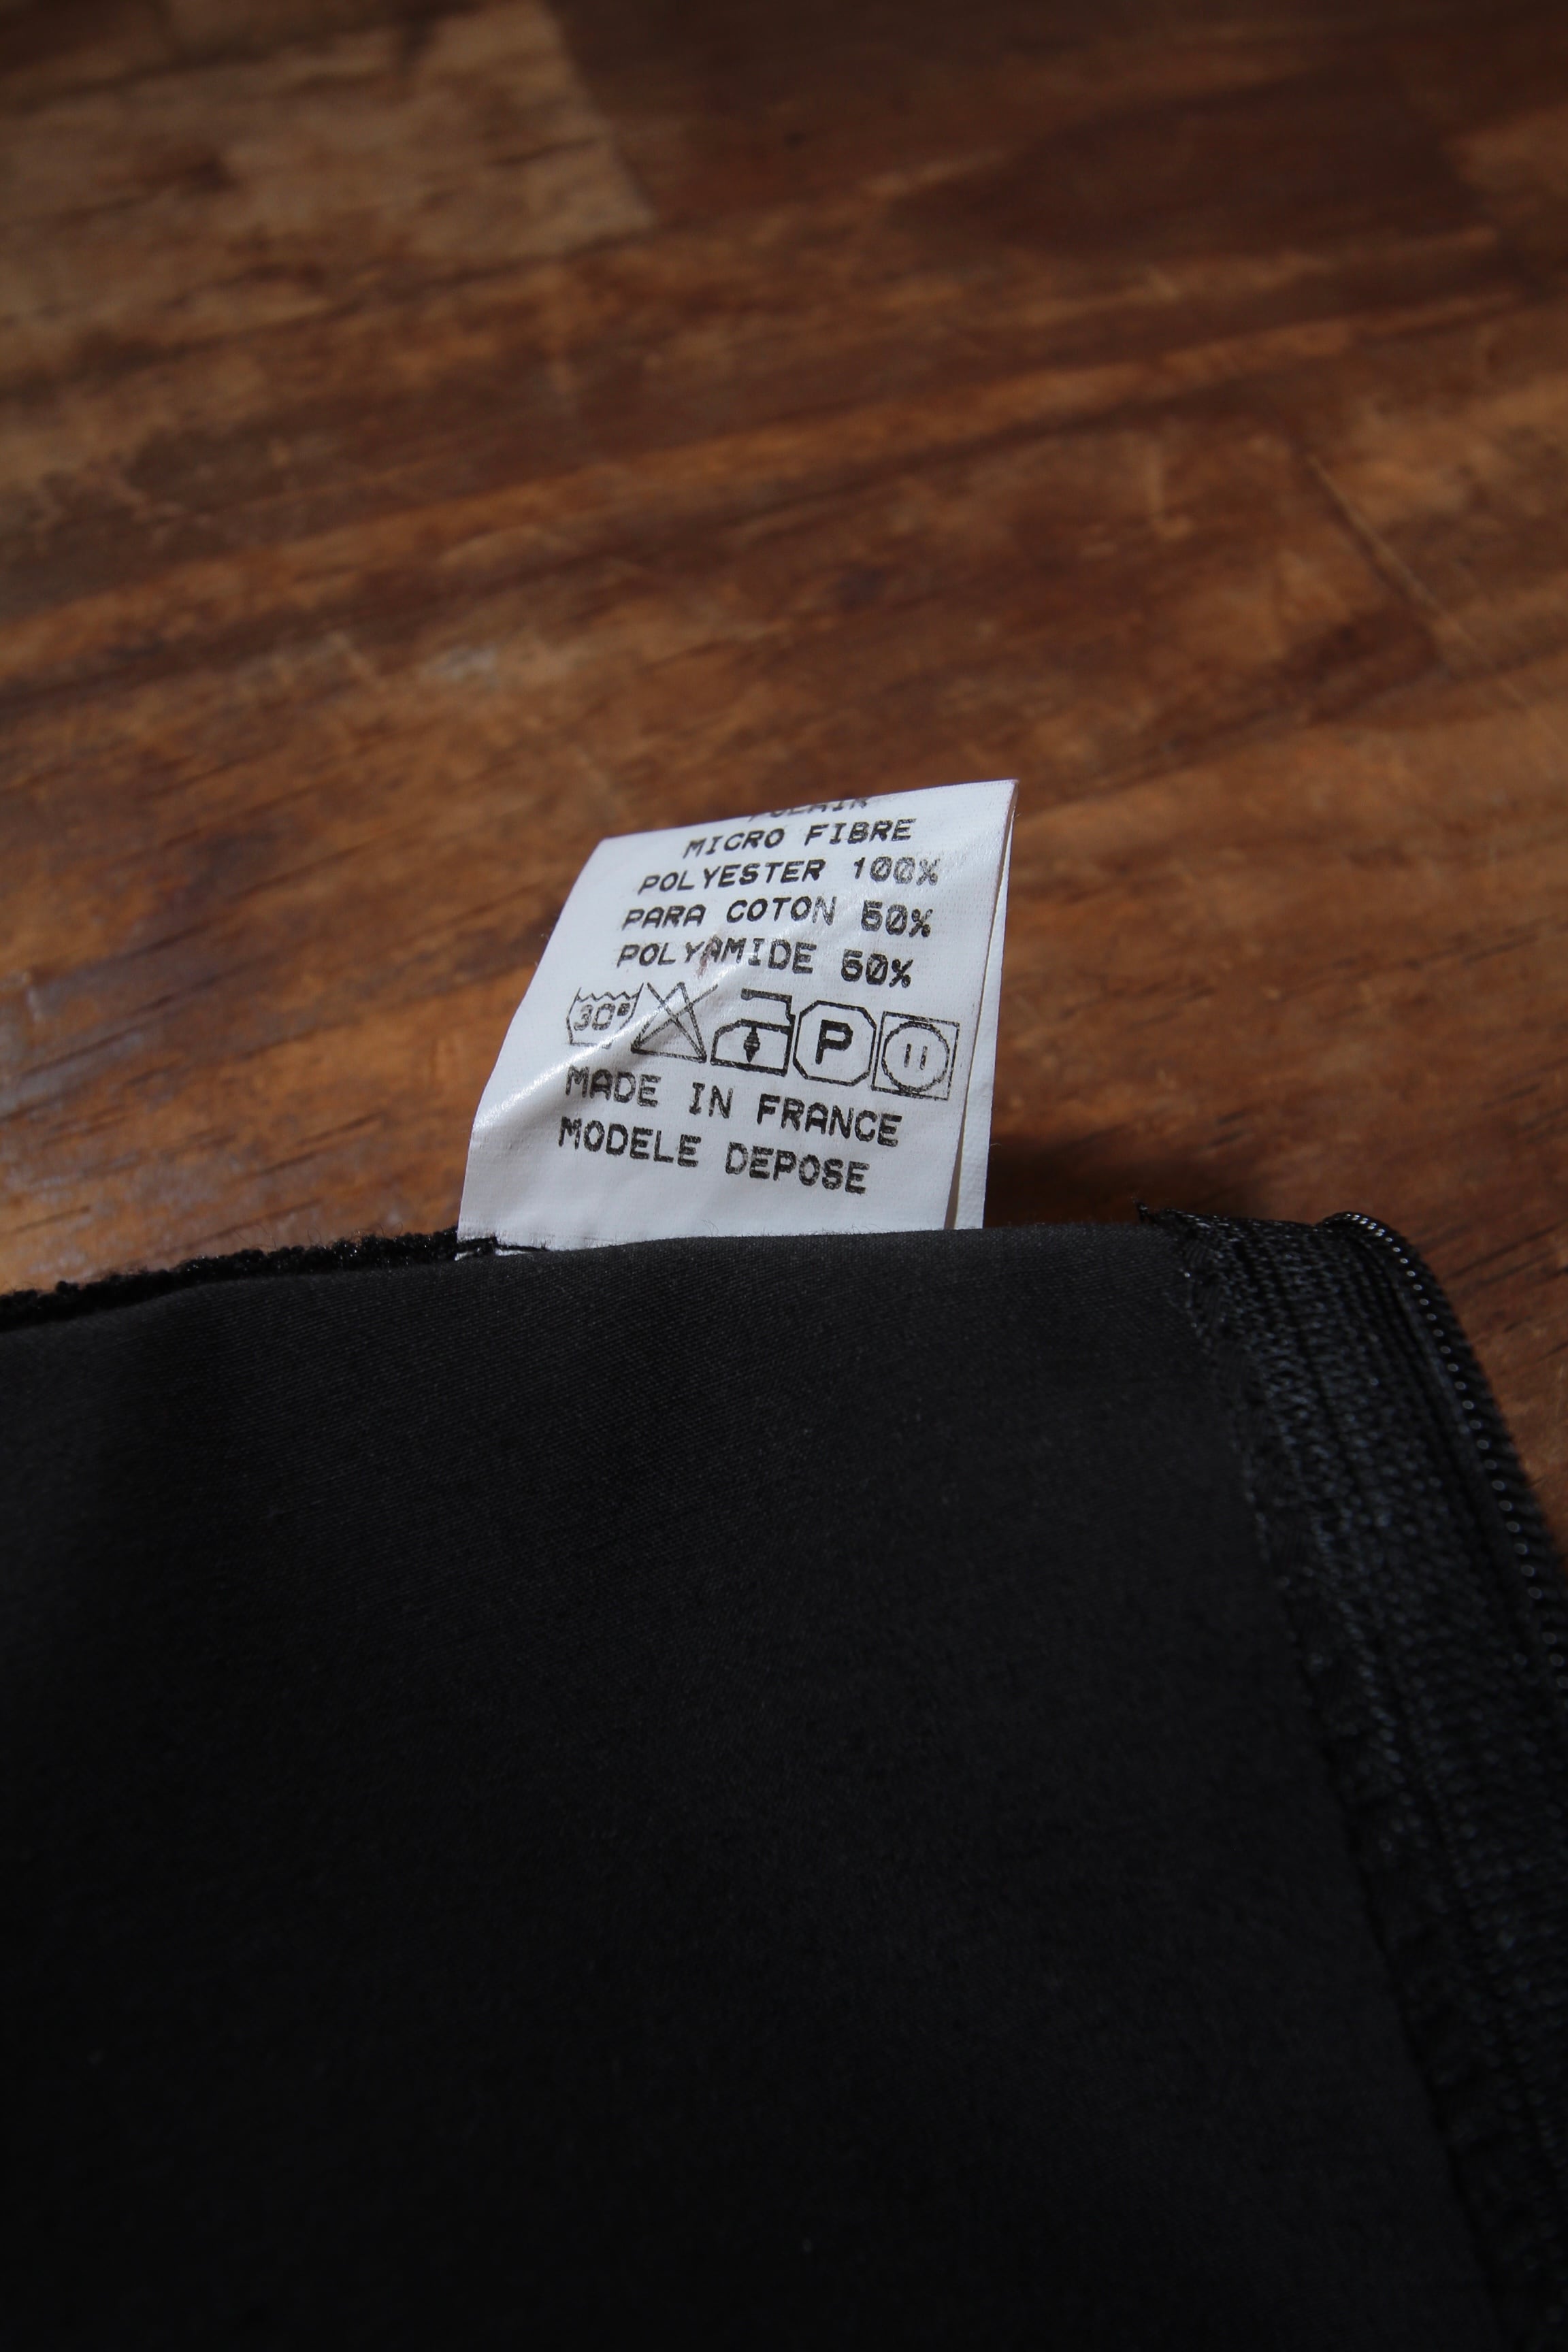 MICRO FIBRE
POLYESTER 100%
PARA COTON 50%
POLYAMIDE 50%
30° P
MADE IN FRANCE
MODELE DEPOSE